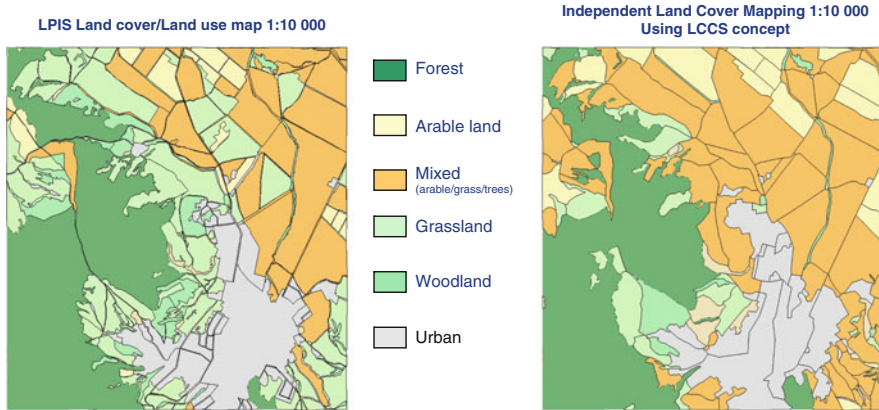 LPIS Land cover/Land use map 1:10 000
Independent Land Cover Mapping 1:10 000
Using LCCS concept
Forest
Arable land
Mixed
(arable/grass/trees)
Grassland
Woodland
Urban